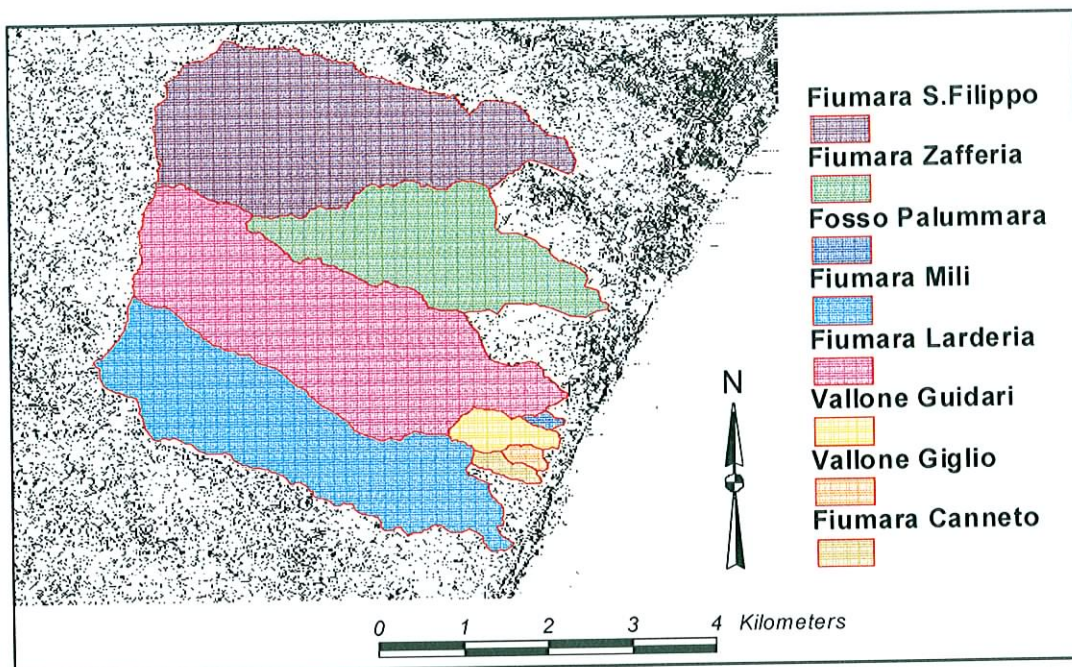 Fiumara S.Filippo
Fiumara Zafferia
Fosso Palummara
Fiumara Mili
Fiumara Larderia
Vallone Guidari
Vallone Giglio
Fiumara Canneto
N
0 1 2 3 4 Kilometers